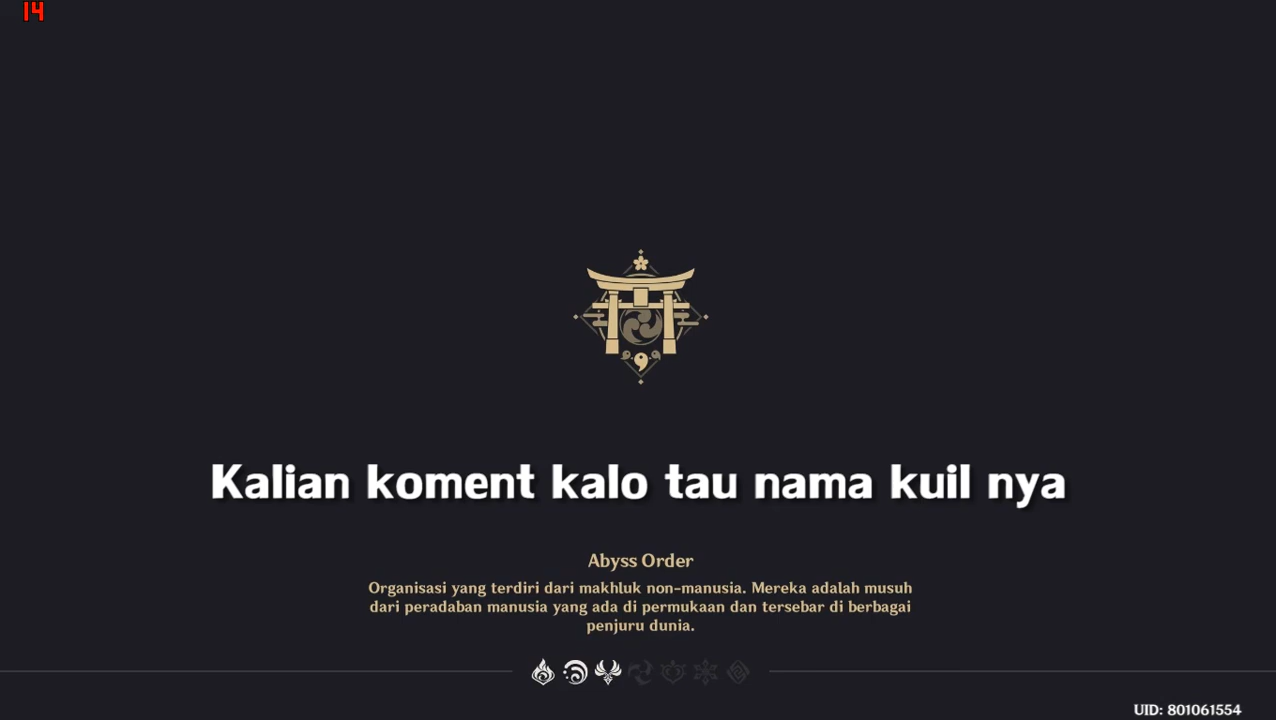 14
Kalian koment kalo tau nama kuil nya
Abyss Order
Organisasi yang terdiri dari makhluk non-manusia. Mereka adalah musuh
dari peradaban manusia yang ada di permukaan dan tersebar di berbagai
penjuru dunia.
UID: 801061554